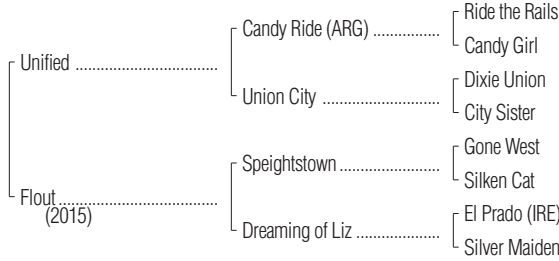 Ride the Rails
Candy Ride (ARG) ................
Candy Girl
Unified .................................
Dixie Union
Union City ...........................
City Sister
Gone West
Speightstown .......................
Silken Cat
Flout .....................................
(2015)
El Prado (IRE)
Dreaming of Liz ...................
Silver Maiden